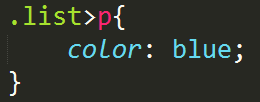 .list>p{
    color: blue;
}